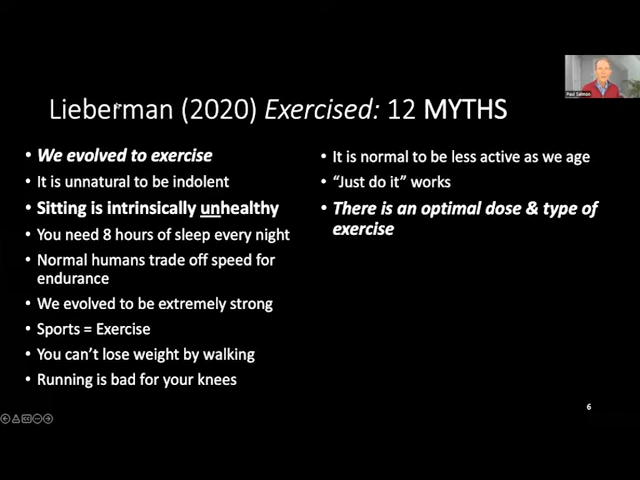 Lieberman (2020) Exercised: 12 MYTHS
• We evolved to exercise
• It is unnatural to be indolent
• Sitting is intrinsically unhealthy
• You need 8 hours of sleep every night
• Normal humans trade off speed for
endurance
• We evolved to be extremely strong
• Sports = Exercise
• You can’t lose weight by walking
• Running is bad for your knees
• It is normal to be less active as we age
• “Just do it” works
• There is an optimal dose & type of
exercise
Paul Salmon
6